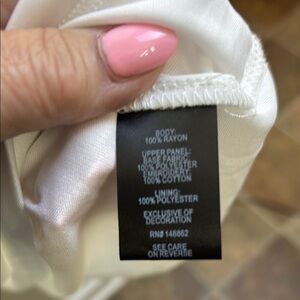 BODY:
100% RAYON
UPPER PANEL:
BASE FABRIC:
100% POLYESTER
EMBROIDERY:
100% COTTON
LINING:
100% POLYESTER
EXCLUSIVE OF
DECORATION
RN# 148862
SEE CARE
ON REVERSE